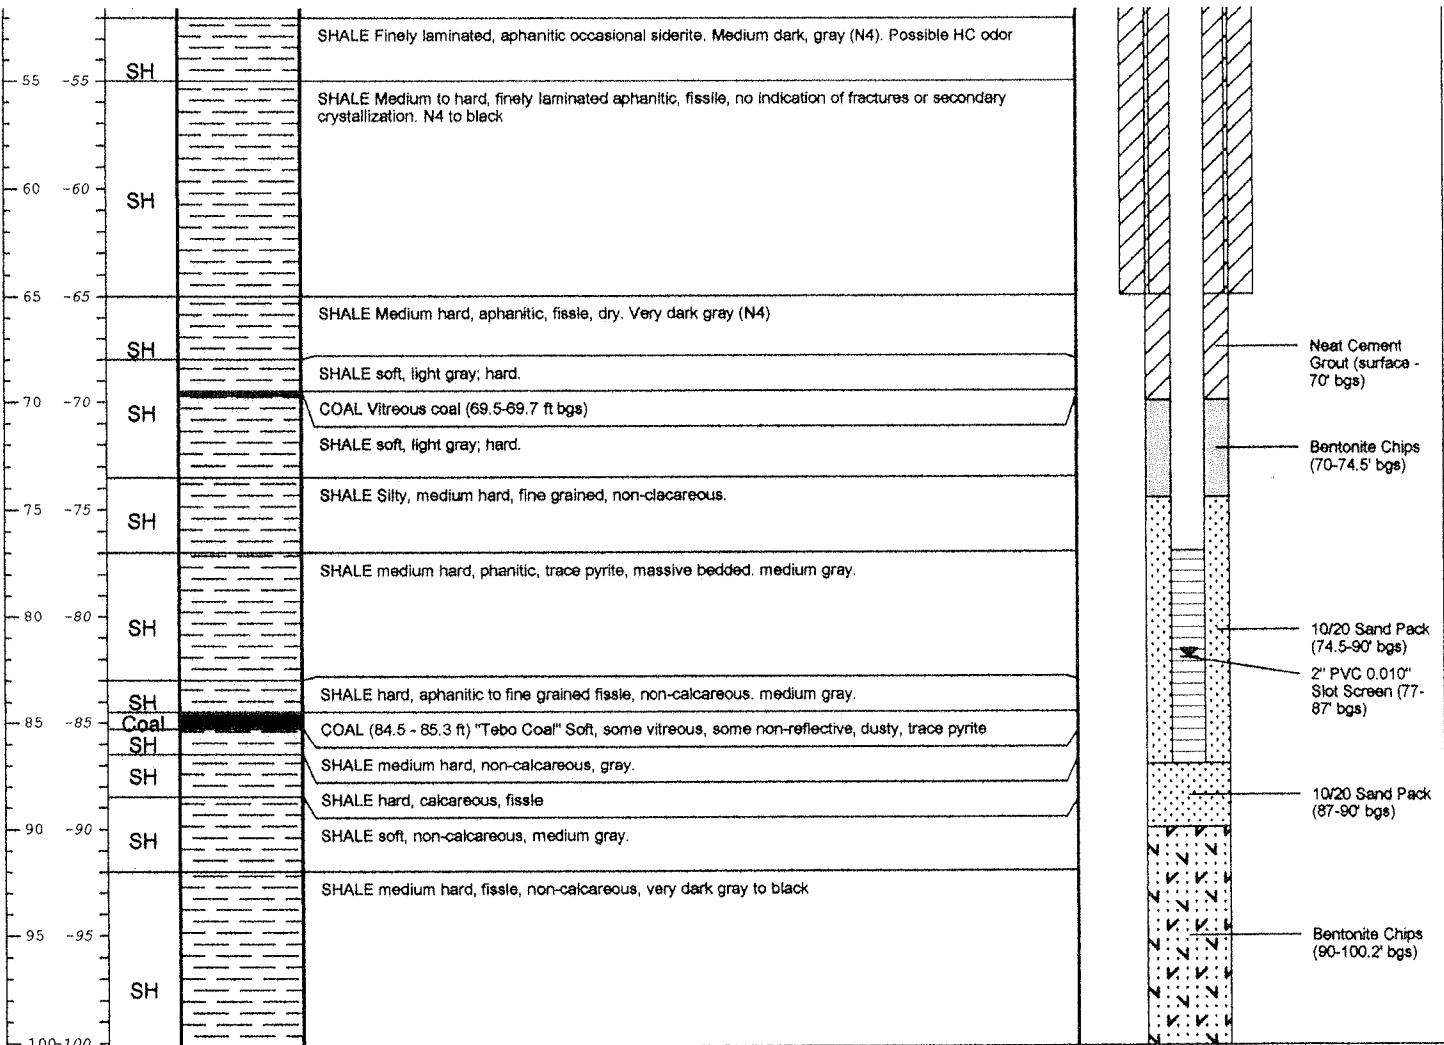 SHALE Finely laminated, aphanitic occasional siderite. Medium dark, gray (N4). Possible HC odor
SH
55 -55
SHALE Medium to hard, finely laminated aphanitic, fissile, no indication of fractures or secondary
crystallization. N4 to black
60 -60
SH
65 -65
SHALE Medium hard, aphanitic, fissle, dry. Very dark gray (N4)
SH
Neat Cement
Grout (surface -
70' bgs)
SHALE soft, light gray; hard.
70 -70
SH
COAL Vitreous coal (69.5-69.7 ft bgs)
SHALE soft, light gray; hard.
Bentonite Chips
(70-74.5' bgs)
SHALE Silty, medium hard, fine grained, non-clacareous.
75 -75
SH
SHALE medium hard, phanitic, trace pyrite, massive bedded. medium gray.
80 -80
SH
10/20 Sand Pack
(74.5-90' bgs)
2" PVC 0.010"
Slot Screen (77-
87' bgs)
SH
SHALE hard, aphanitic to fine grained fissle, non-calcareous. medium gray.
85 -85
Coal
COAL (84.5 - 85.3 ft) "Tebo Coal" Soft, some vitreous, some non-reflective, dusty, trace pyrite
SH
SHALE medium hard, non-calcareous, gray.
SH
SHALE hard, calcareous, fissle
10/20 Sand Pack
(87-90' bgs)
90 -90
SH
SHALE soft, non-calcareous, medium gray.
SHALE medium hard, fissle, non-calcareous, very dark gray to black
95 -95
Bentonite Chips
(90-100.2' bgs)
SH
100 -100